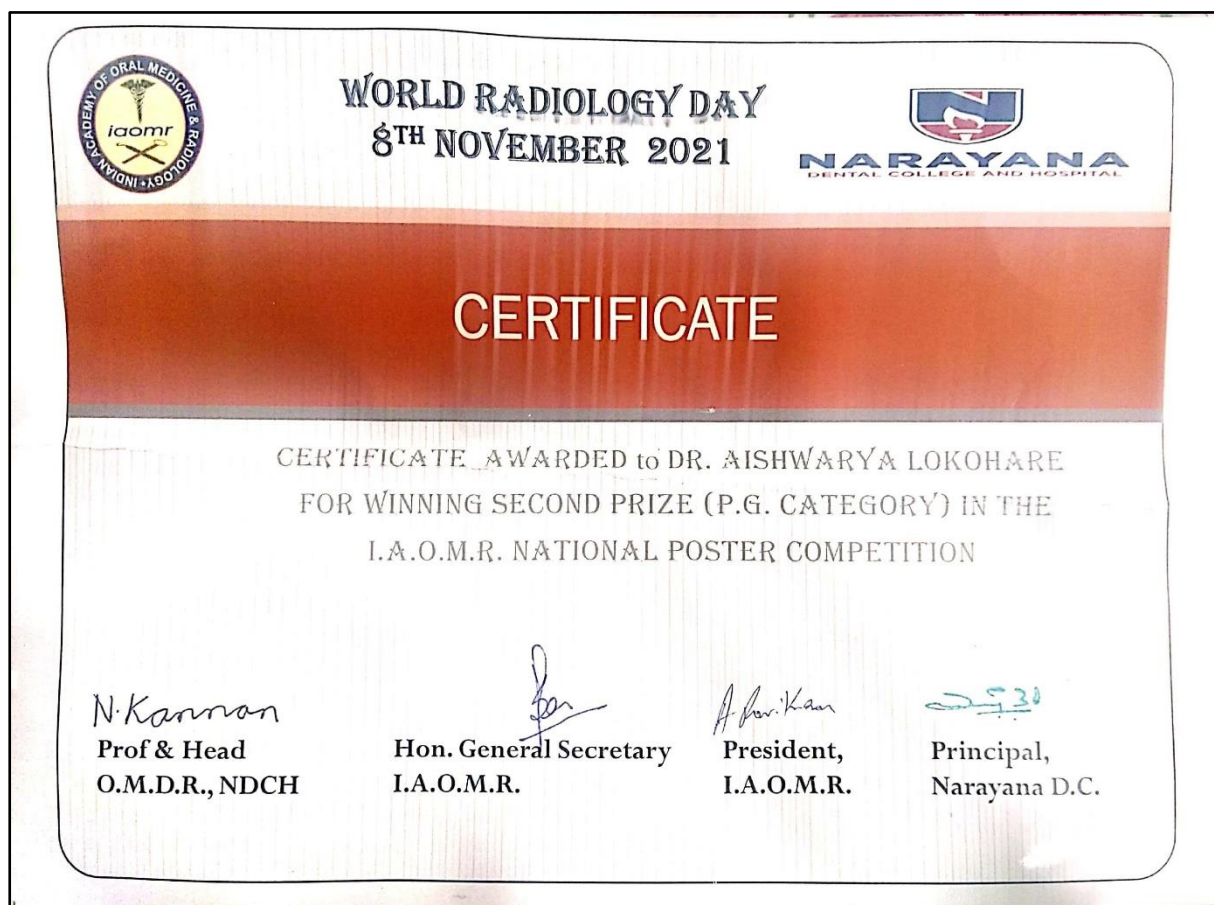 INDIAN ACADEMY OF ORAL MEDICINE & RADIOLOGY
iaomr
WORLD RADIOLOGY DAY
8TH NOVEMBER 2021
N
NARAYANA
DENTAL COLLEGE AND HOSPITAL
CERTIFICATE
CERTIFICATE AWARDED to DR. AISHWARYA LOKOHARE
FOR WINNING SECOND PRIZE (P.G. CATEGORY) IN THE
I.A.O.M.R. NATIONAL POSTER COMPETITION
N. Kannan
Prof & Head
O.M.D.R., NDCH
Hon. General Secretary
I.A.O.M.R.
President,
I.A.O.M.R.
Principal,
Narayana D.C.